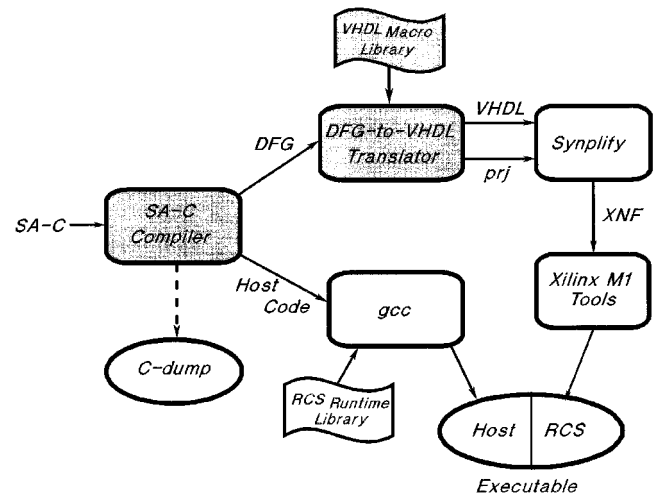 VHDL Macro
Library
DFG-to-VHDL
Translator
VHDL
prj
Synplify
DFG
SA-C
SA-C
Compiler
XNF
Host
Code
gcc
Xilinx M1
Tools
C-dump
RCS Runtime
Library
Host
RCS
Executable